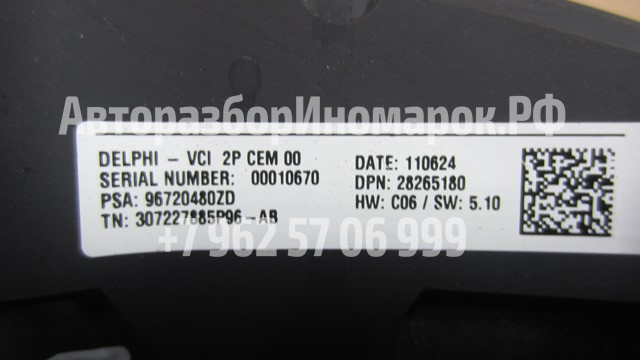 АвторазборИномарок.РФ
DELPHI - VCI 2P CEM 00
SERIAL NUMBER: 00010670
PSA: 96720480ZD
TN: 307227885P96-AB
DATE: 110624
DPN: 28265180
HW: C06 / SW: 5.10
+7 962 57 06 999